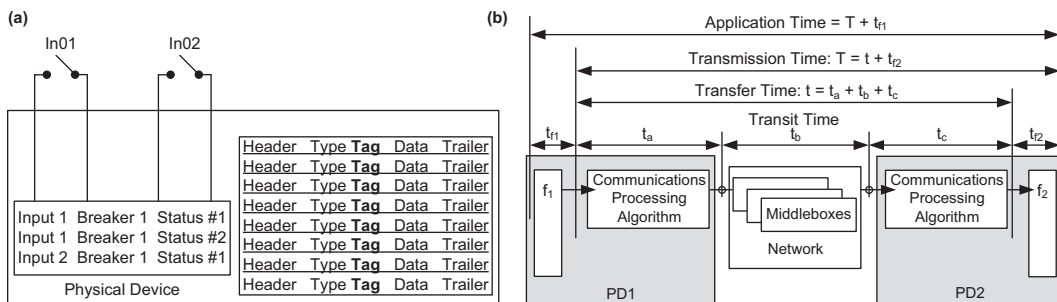 (a)
In01 In02
Input 1 Breaker 1 Status #1
Input 1 Breaker 1 Status #2
Input 2 Breaker 1 Status #1
Physical Device
Header Type Tag Data Trailer
Header Type Tag Data Trailer
Header Type Tag Data Trailer
Header Type Tag Data Trailer
Header Type Tag Data Trailer
Header Type Tag Data Trailer
Header Type Tag Data Trailer
Header Type Tag Data Trailer
(b)
Application Time = T + tf1
Transmission Time: T = t + tf2
Transfer Time: t = ta + tb + tc
Transit Time
tf1 ta tb tc tf2
f1
Communications
Processing
Algorithm
Middleboxes
Network
Communications
Processing
Algorithm
f2
PD1
PD2